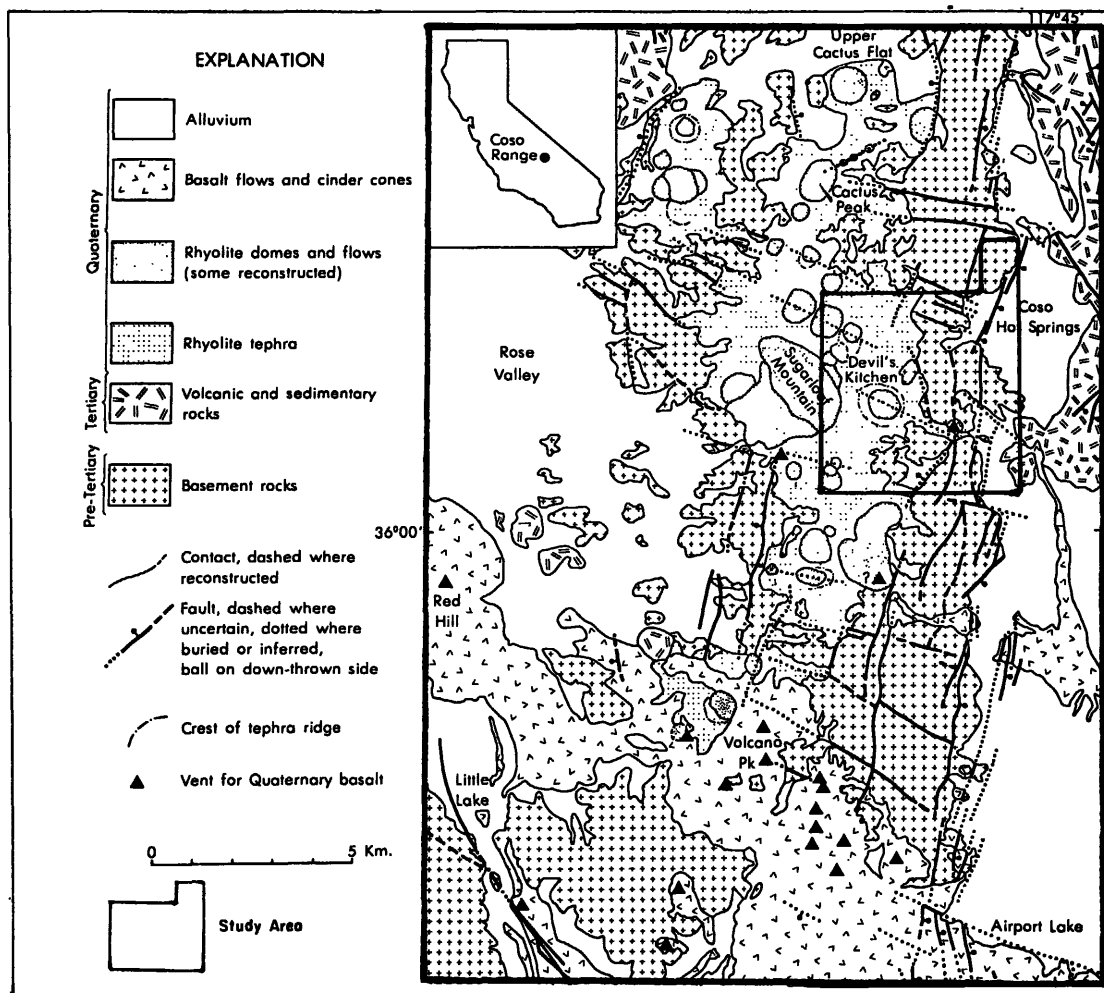 EXPLANATION
Quaternary
Alluvium
Basalt flows and cinder cones
Rhyolite domes and flows
(some reconstructed)
Rhyolite tephra
Tertiary
Volcanic and sedimentary
rocks
Pre-Tertiary
Basement rocks
Contact, dashed where
reconstructed
Fault, dashed where
uncertain, dotted where
buried or inferred,
ball on down-thrown side
Crest of tephra ridge
Vent for Quaternary basalt
0 5 Km.
Study Area
117°45'
Upper
Cactus Flat
Coso
Range
Cactus
Peak
Coso
Hot Springs
Rose
Valley
Sugarloaf
Mountain
Devil's
Kitchen
36°00'
Red
Hill
?
Volcano
Pk
Little
Lake
Airport Lake